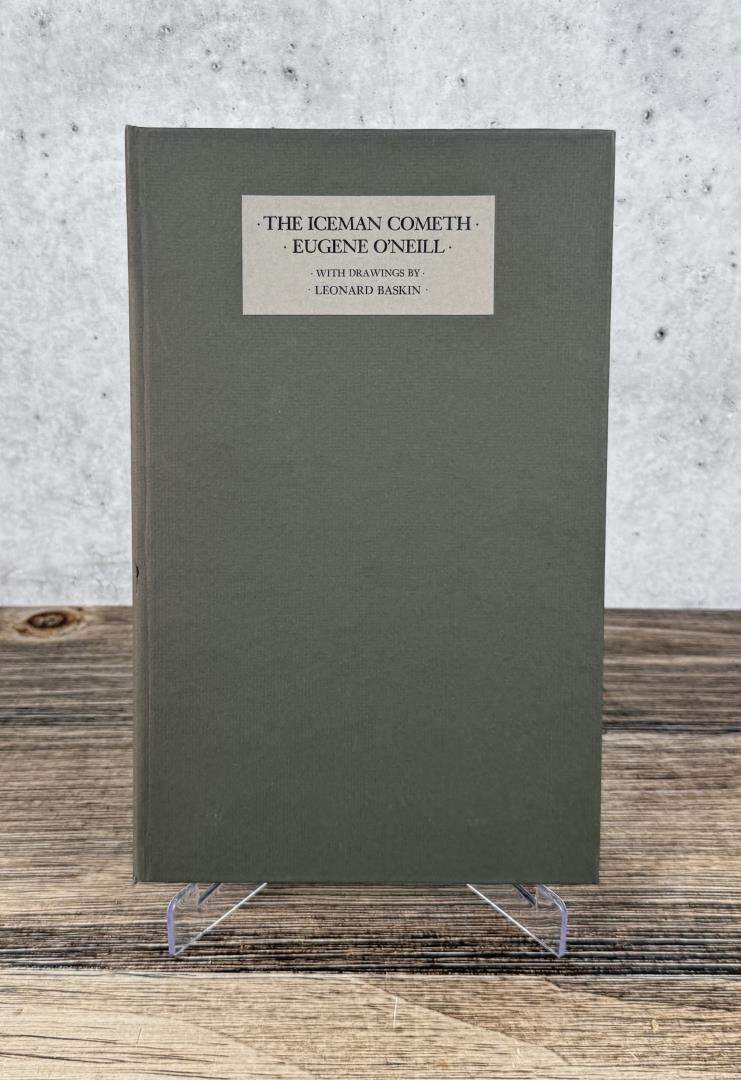 · THE ICEMAN COMETH ·
· EUGENE O'NEILL ·
· WITH DRAWINGS BY ·
· LEONARD BASKIN ·